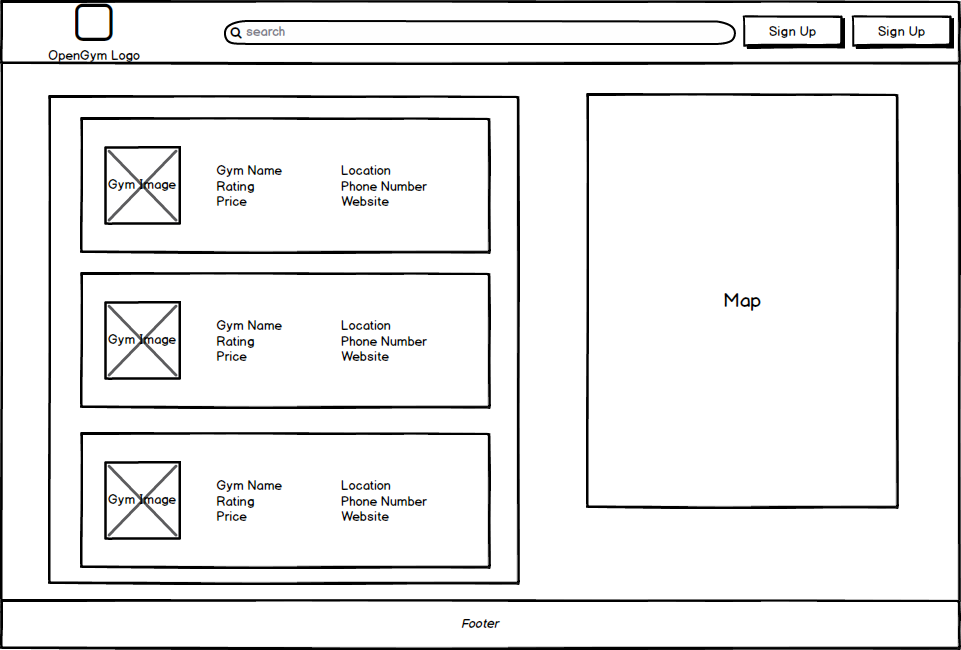 OpenGym Logo
search
Sign Up
Sign Up
Gym Image
Gym Name
Rating
Price
Location
Phone Number
Website
Gym Image
Gym Name
Rating
Price
Location
Phone Number
Website
Gym Image
Gym Name
Rating
Price
Location
Phone Number
Website
Map
Footer